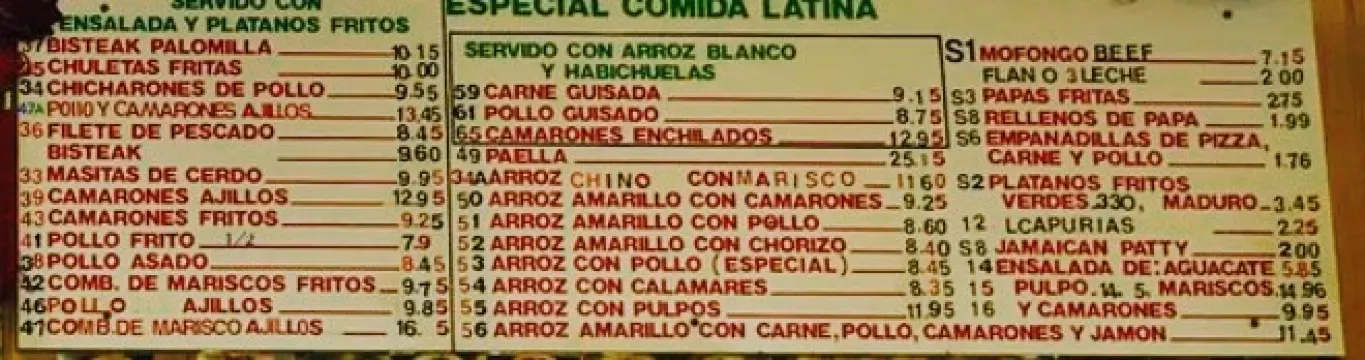 SERVIDO CON
ENSALADA Y PLATANOS FRITOS
37 BISTEAK PALOMILLA 10 15
35 CHULETAS FRITAS 10 00
34 CHICHARONES DE POLLO 9.55
47A POLLO Y CAMARONES AJILLOS 13.45
36 FILETE DE PESCADO 8.45
BISTEAK 9.60
33 MASITAS DE CERDO 9.95
39 CAMARONES AJILLOS 12 95
43 CAMARONES FRITOS 9.25
41 POLLO FRITO 1/2 7.9
38 POLLO ASADO 8.45
42 COMB. DE MARISCOS FRITOS 9.75
46 POLLO AJILLOS 9.85
47 COMB.DE MARISCO AJILLOS 16. 5
ESPECIAL COMIDA LATINA
SERVIDO CON ARROZ BLANCO
Y HABICHUELAS
59 CARNE GUISADA 9.15
61 POLLO GUISADO 8.75
65 CAMARONES ENCHILADOS 12.95
49 PAELLA 25.15
34A ARROZ CHINO CON MARISCO 11 60
50 ARROZ AMARILLO CON CAMARONES 9.25
51 ARROZ AMARILLO CON POLLO 8.60
52 ARROZ AMARILLO CON CHORIZO 8.40
53 ARROZ CON POLLO (ESPECIAL) 8.45
54 ARROZ CON CALAMARES 8.35
55 ARROZ CON PULPOS 11.95
56 ARROZ AMARILLO CON CARNE, POLLO, CAMARONES Y JAMON 11.45
S1 MOFONGO BEEF 7.15
FLAN O 3 LECHE 2 00
S3 PAPAS FRITAS 2.75
S8 RELLENOS DE PAPA 1.99
S6 EMPANADILLAS DE PIZZA,
CARNE Y POLLO 1.76
S2 PLATANOS FRITOS
VERDES 3.30, MADURO 3.45
12 LCAPURIAS 2.25
S8 JAMAICAN PATTY 2.00
14 ENSALADA DE: AGUACATE 5.85
15 PULPO. 14. 5. MARISCOS. 14 96
16 Y CAMARONES 9.95